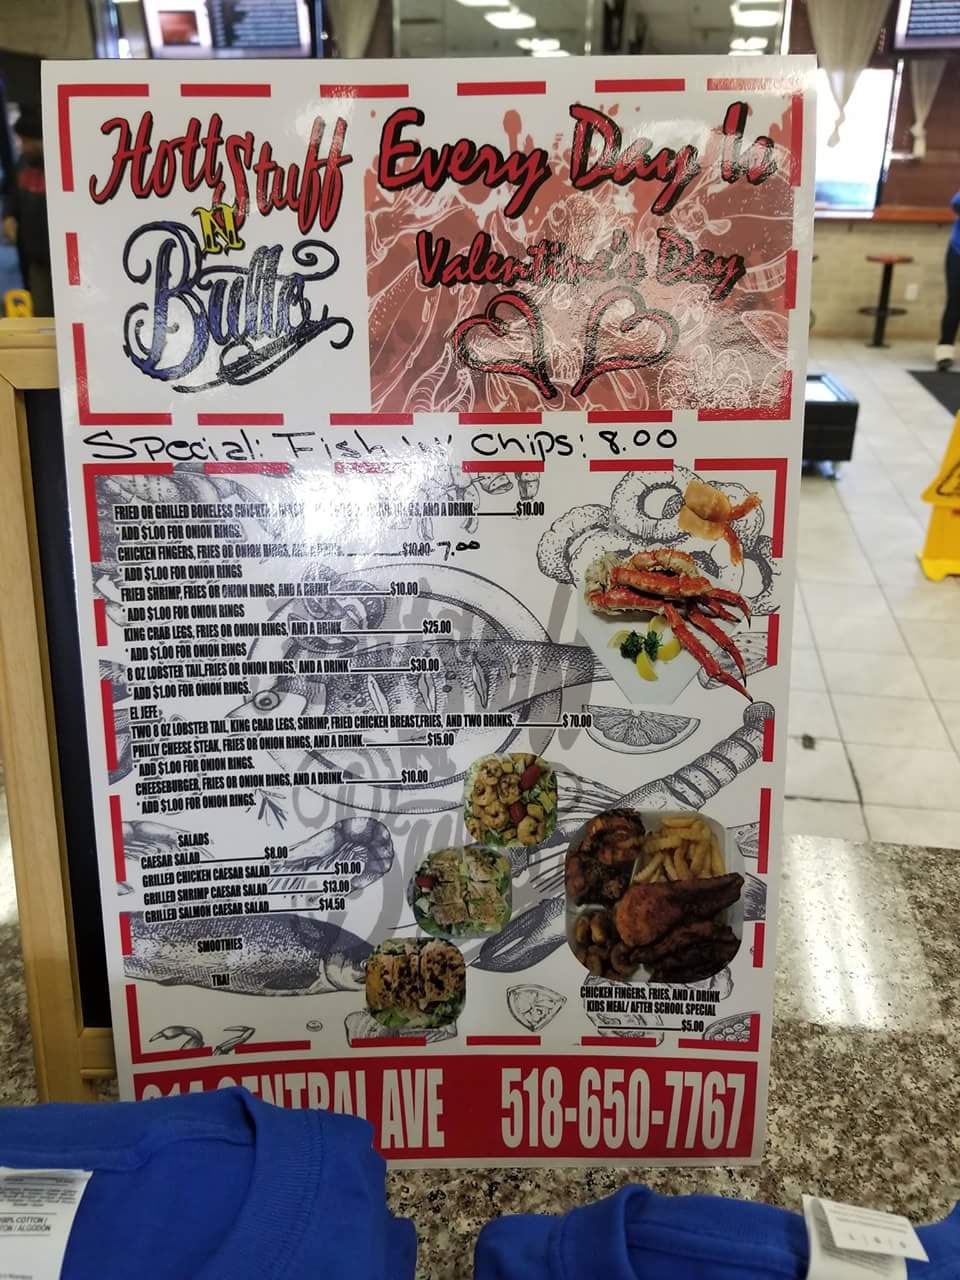 Hott Stuff
N
Butta
Every Day Is
Valentine's Day
Special: Fish w/ Chips: 8.00
FRIED OR GRILLED BONELESS CHICKEN AND A DRINK $10.00
*ADD $1.00 FOR ONION RINGS.
CHICKEN FINGERS, FRIES OR ONION RINGS, AND A DRINK $10.00 7.00
*ADD $1.00 FOR ONION RINGS
FRIED SHRIMP, FRIES OR ONION RINGS, AND A DRINK $10.00
*ADD $1.00 FOR ONION RINGS
KING CRAB LEGS, FRIES OR ONION RINGS, AND A DRINK $25.00
*ADD $1.00 FOR ONION RINGS
8 OZ LOBSTER TAIL,FRIES OR ONION RINGS, AND A DRINK $30.00
*ADD $1.00 FOR ONION RINGS.
EL JEFE
TWO 8 OZ LOBSTER TAIL, KING CRAB LEGS, SHRIMP, FRIED CHICKEN BREAST,FRIES, AND TWO DRINKS. $70.00
PHILLY CHEESE STEAK, FRIES OR ONION RINGS, AND A DRINK $15.00
*ADD $1.00 FOR ONION RINGS.
CHEESEBURGER, FRIES OR ONION RINGS, AND A DRINK $10.00
*ADD $1.00 FOR ONION RINGS.
SALADS
CAESAR SALAD $8.00
GRILLED CHICKEN CAESAR SALAD $10.00
GRILLED SHRIMP CAESAR SALAD $13.00
GRILLED SALMON CAESAR SALAD $14.50
SMOOTHIES
TBA!
CHICKEN FINGERS, FRIES, AND A DRINK
KIDS MEAL/ AFTER SCHOOL SPECIAL
$5.00
CENTRAL AVE 518-650-7767